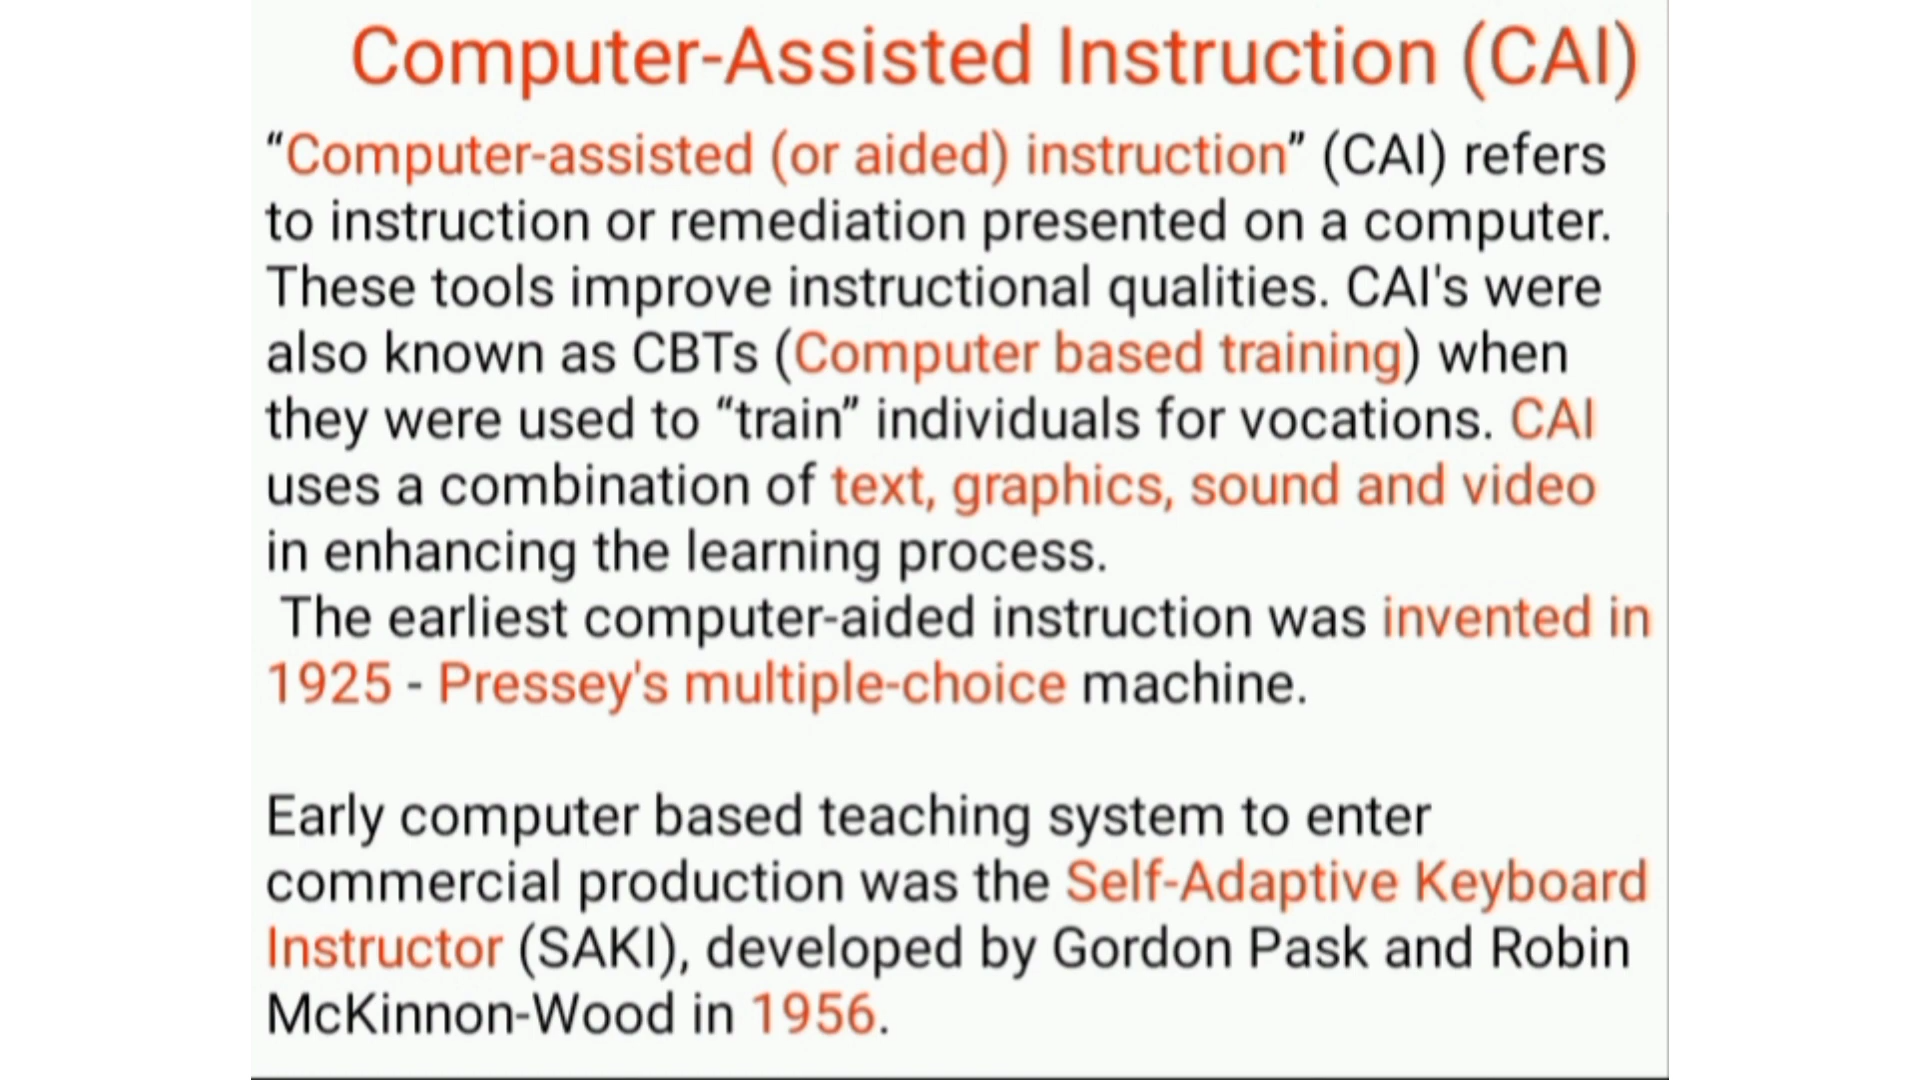 Computer-Assisted Instruction (CAI)
“Computer-assisted (or aided) instruction” (CAI) refers
to instruction or remediation presented on a computer.
These tools improve instructional qualities. CAI's were
also known as CBTs (Computer based training) when
they were used to “train” individuals for vocations. CAI
uses a combination of text, graphics, sound and video
in enhancing the learning process.
The earliest computer-aided instruction was invented in
1925 - Pressey's multiple-choice machine.
Early computer based teaching system to enter
commercial production was the Self-Adaptive Keyboard
Instructor (SAKI), developed by Gordon Pask and Robin
McKinnon-Wood in 1956.